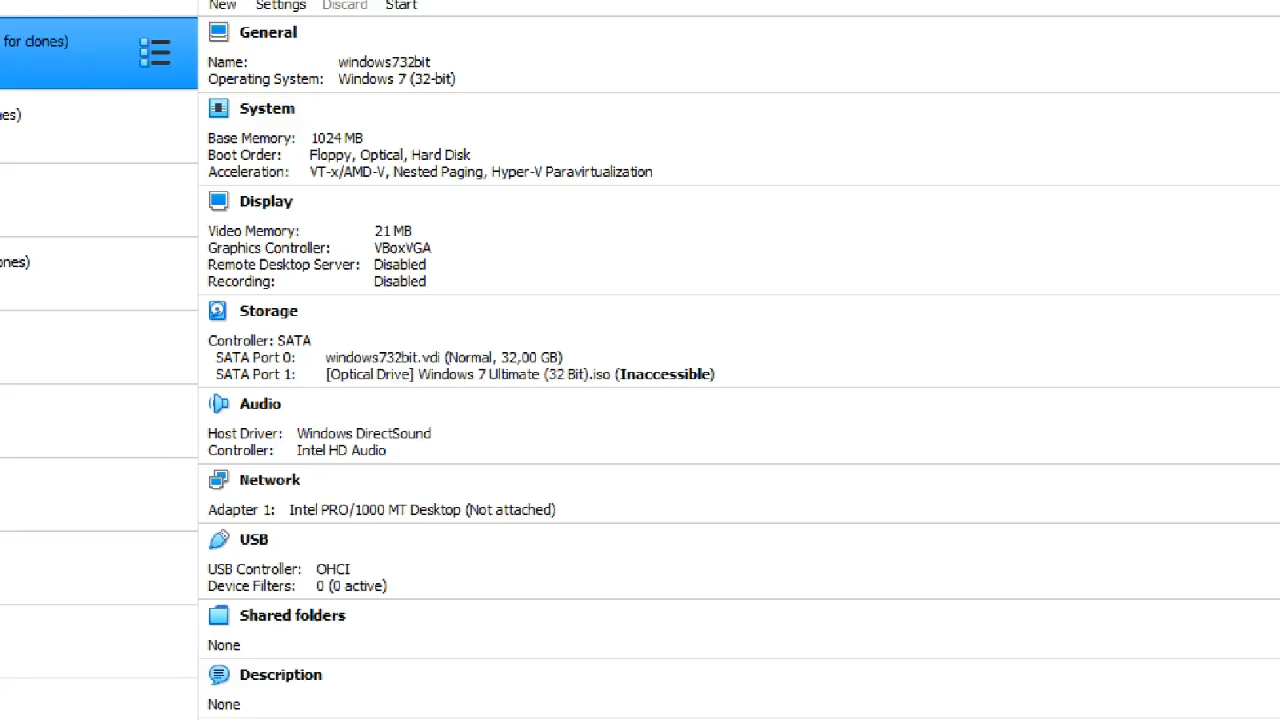 New Settings Discard Start
for clones)
General
Name: windows732bit
Operating System: Windows 7 (32-bit)
System
Base Memory: 1024 MB
Boot Order: Floppy, Optical, Hard Disk
Acceleration: VT-x/AMD-V, Nested Paging, Hyper-V Paravirtualization
Display
Video Memory: 21 MB
Graphics Controller: VBoxVGA
Remote Desktop Server: Disabled
Recording: Disabled
Storage
Controller: SATA
SATA Port 0: windows732bit.vdi (Normal, 32,00 GB)
SATA Port 1: [Optical Drive] Windows 7 Ultimate (32 Bit).iso (Inaccessible)
Audio
Host Driver: Windows DirectSound
Controller: Intel HD Audio
Network
Adapter 1: Intel PRO/1000 MT Desktop (Not attached)
USB
USB Controller: OHCI
Device Filters: 0 (0 active)
Shared folders
None
Description
None